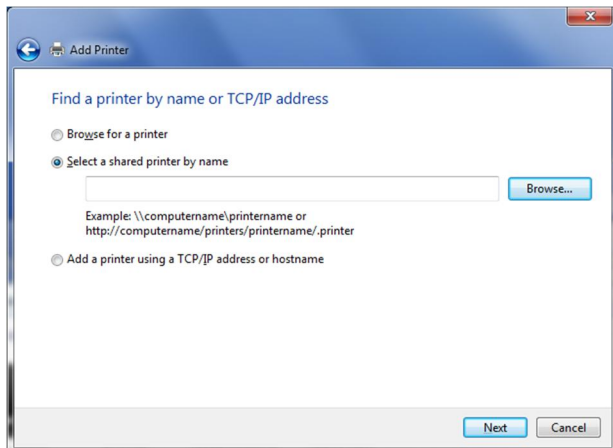 Add Printer
Find a printer by name or TCP/IP address
Browse for a printer
Select a shared printer by name
Browse...
Example: \\computername\printername or
http://computername/printers/printername/.printer
Add a printer using a TCP/IP address or hostname
Next Cancel